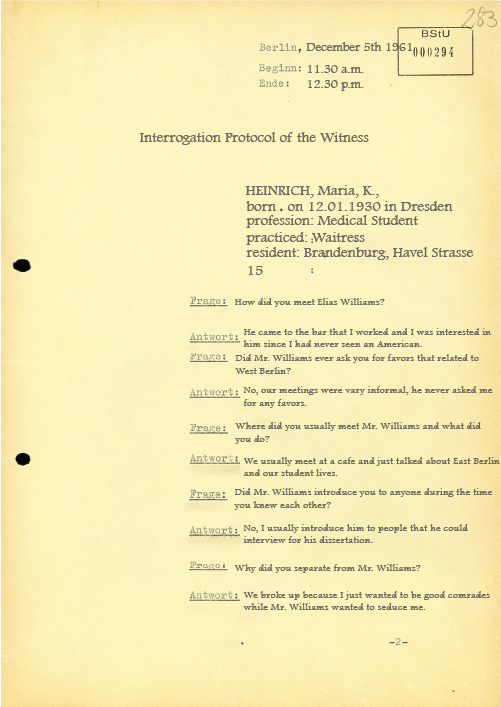 283
BStU
000294
Berlin, December 5th 1961
Beginn: 11.30 a.m.
Ende: 12.30 p.m.
Interrogation Protocol of the Witness
HEINRICH, Maria, K.,
born . on 12.01.1930 in Dresden
profession: Medical Student
practiced: Waitress
resident: Brandenburg, Havel Strasse
15 :
Frage: How did you meet Elias Williams?
Antwort: He came to the bar that I worked and I was interested in
him since I had never seen an American.
Frage: Did Mr. Williams ever ask you for favors that related to
West Berlin?
Antwort: No, our meetings were vary informal, he never asked me
for any favors.
Frage: Where did you usually meet Mr. Williams and what did
you do?
Antwort: We usually meet at a cafe and just talked about East Berlin
and our student lives.
Frage: Did Mr. Williams introduce you to anyone during the time
you knew each other?
Antwort: No, I usually introduce him to people that he could
interview for his dissertation.
Frage: Why did you separate from Mr. Williams?
Antwort: We broke up because I just wanted to be good comrades
while Mr. Williams wanted to seduce me.
-2-